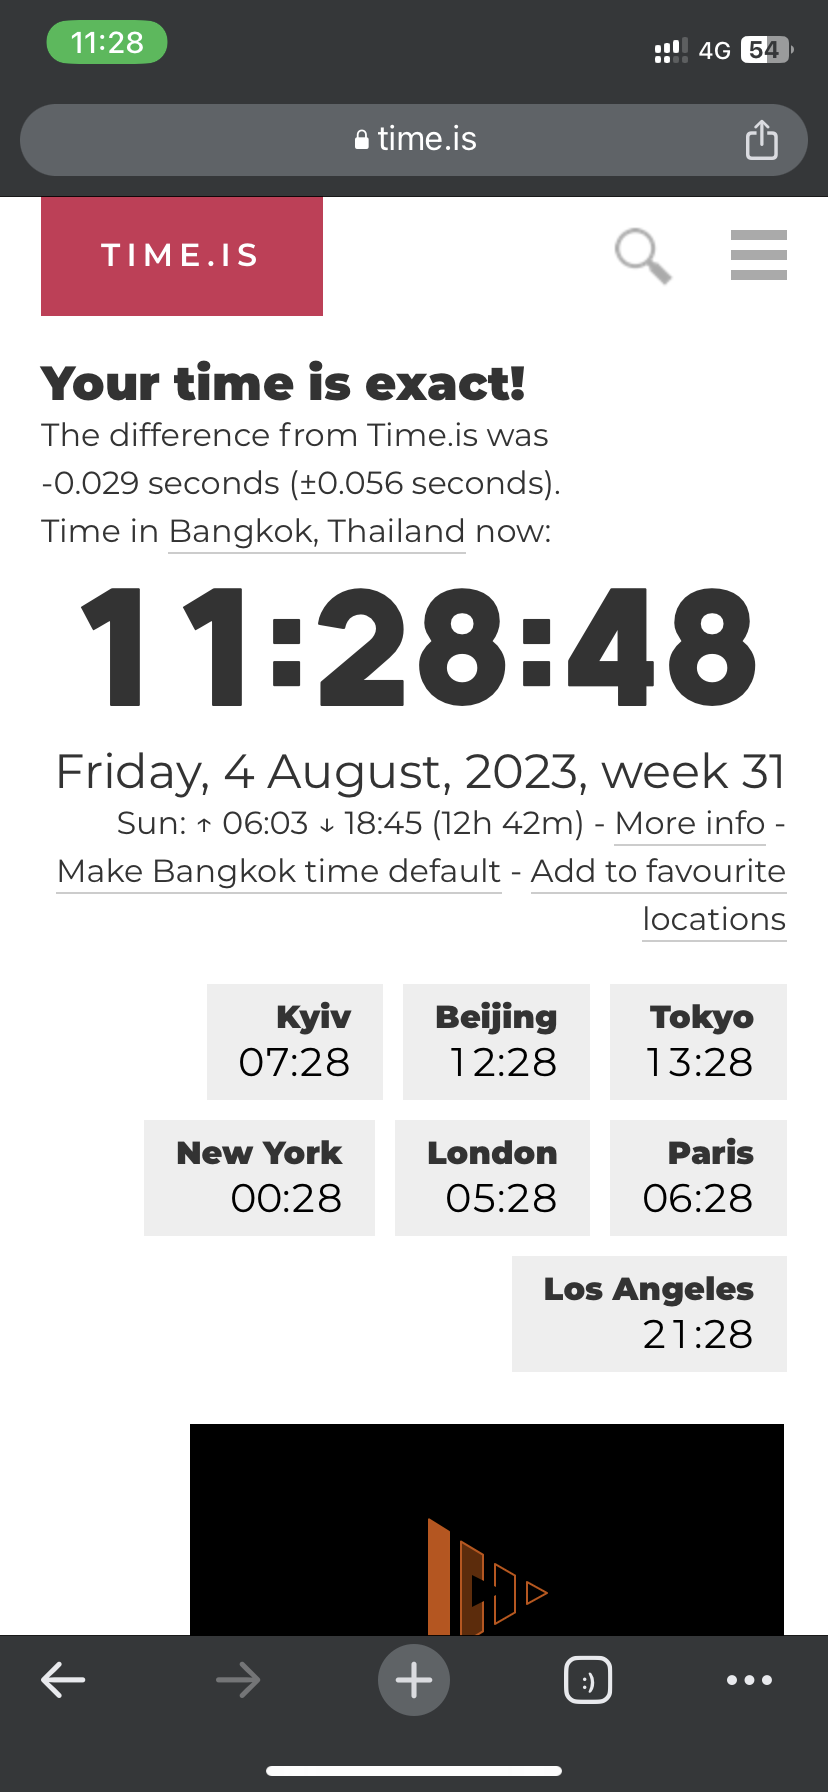 11:28
4G 54
time.is
TIME.IS
Your time is exact!
The difference from Time.is was
-0.029 seconds (±0.056 seconds).
Time in Bangkok, Thailand now:
11:28:48
Friday, 4 August, 2023, week 31
Sun: ↑ 06:03 ↓ 18:45 (12h 42m) - More info -
Make Bangkok time default - Add to favourite
locations
Kyiv Beijing Tokyo
07:28 12:28 13:28
New York London Paris
00:28 05:28 06:28
Los Angeles
21:28
:)